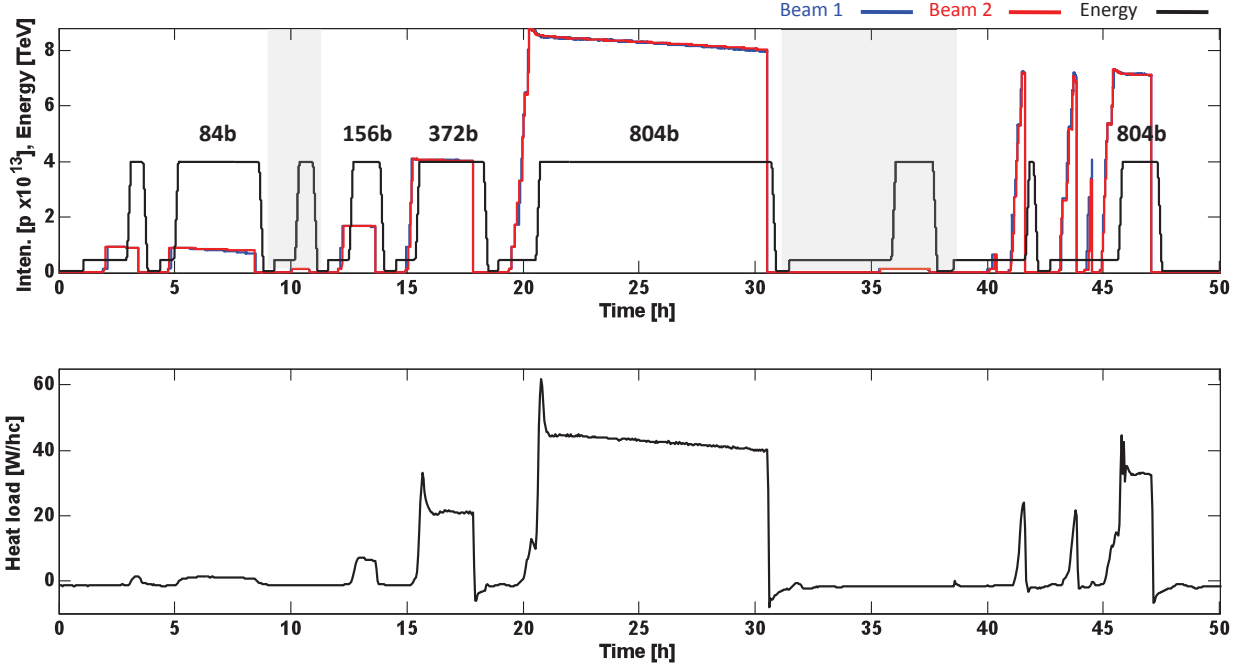 Beam 1 Beam 2 Energy
Inten. [p x10^13], Energy [TeV]
8
6
4
2
0
84b 156b 372b 804b 804b
0 5 10 15 20 25 30 35 40 45 50
Time [h]
Heat load [W/hc]
60
40
20
0
0 5 10 15 20 25 30 35 40 45 50
Time [h]